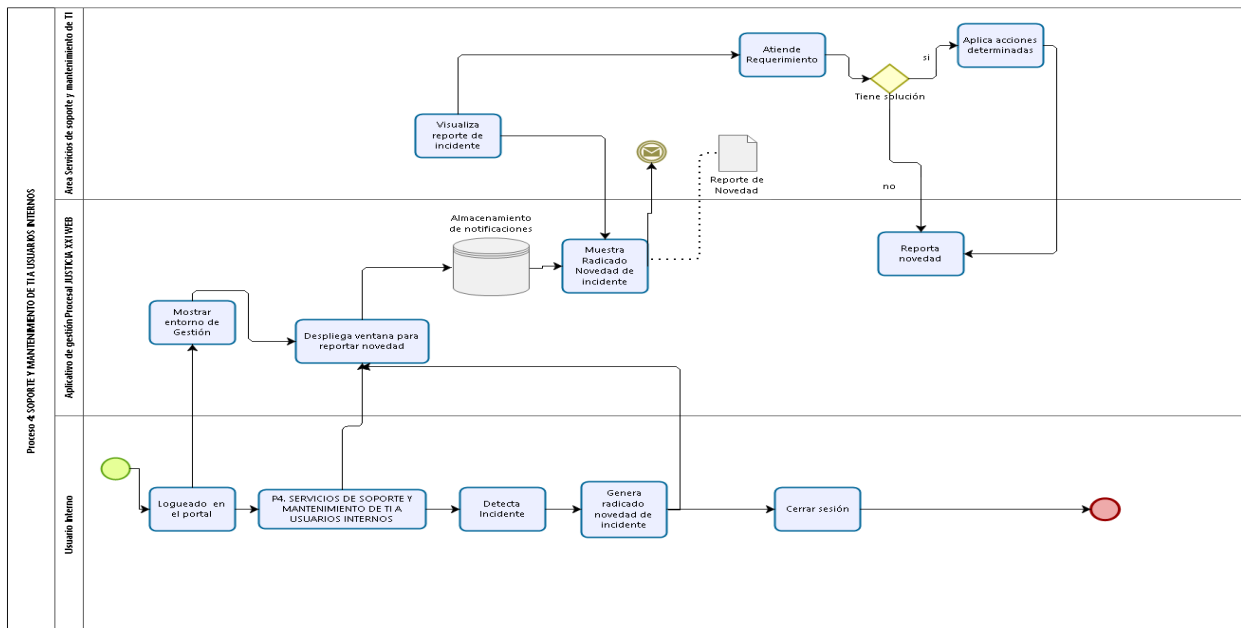 Proceso 4: SOPORTE Y MANTENIMIENTO DE TI A USUARIOS INTERNOS
Area Servicios de soporte y mantenimiento de TI
Atiende
Requerimiento
Aplica acciones
determinadas
si
Tiene solución
Visualiza
reporte de
incidente
Reporte de
Novedad
no
Aplicativo de gestión Procesal JUSTICIA XXI WEB
Almacenamiento
de notificaciones
Muestra
Radicado
Novedad de
incidente
Reporta
novedad
Mostrar
entorno de
Gestión
Despliega ventana para
reportar novedad
Usuario Interno
Logueado en
el portal
P4. SERVICIOS DE SOPORTE Y
MANTENIMIENTO DE TI A
USUARIOS INTERNOS
Detecta
Incidente
Genera
radicado
novedad de
incidente
Cerrar sesión